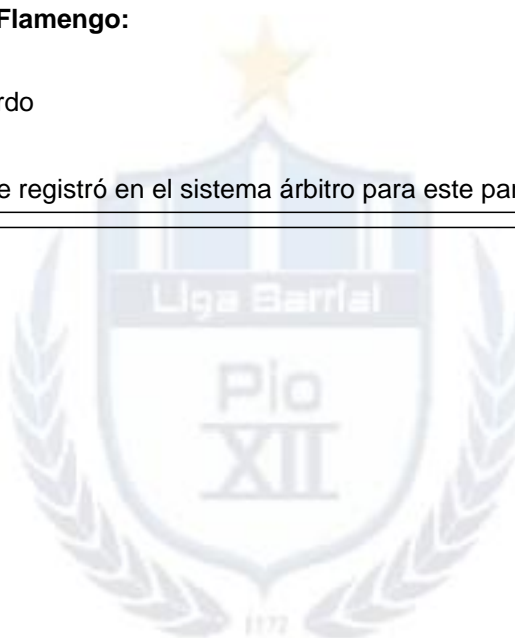 Flamengo:
rdo
e registró en el sistema árbitro para este par
Liga Barrial
Pio
XII